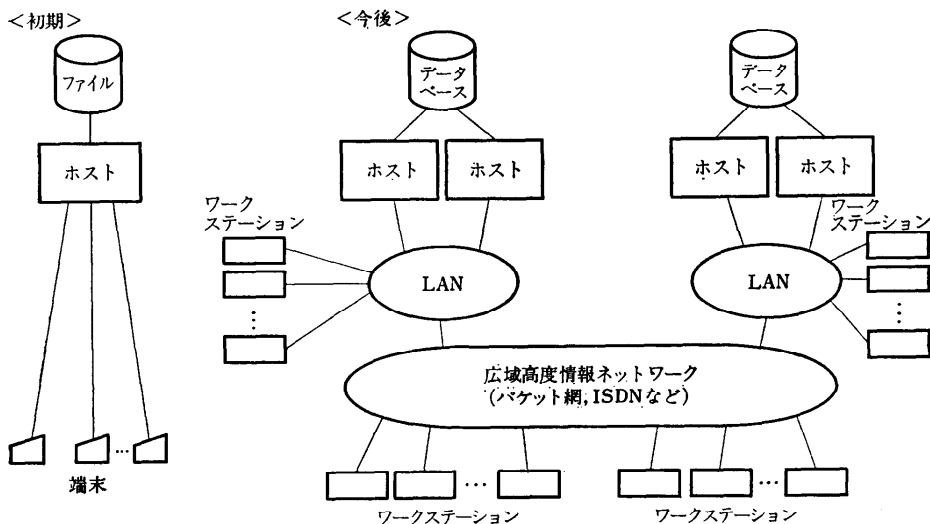 <初期>
ファイル
ホスト
端末
<今後>
データ
ベース
ホスト
ホスト
ワーク
ステーション
LAN
データ
ベース
ホスト
ホスト
ワーク
ステーション
LAN
広域高度情報ネットワーク
(パケット網,ISDNなど)
ワークステーション
ワークステーション